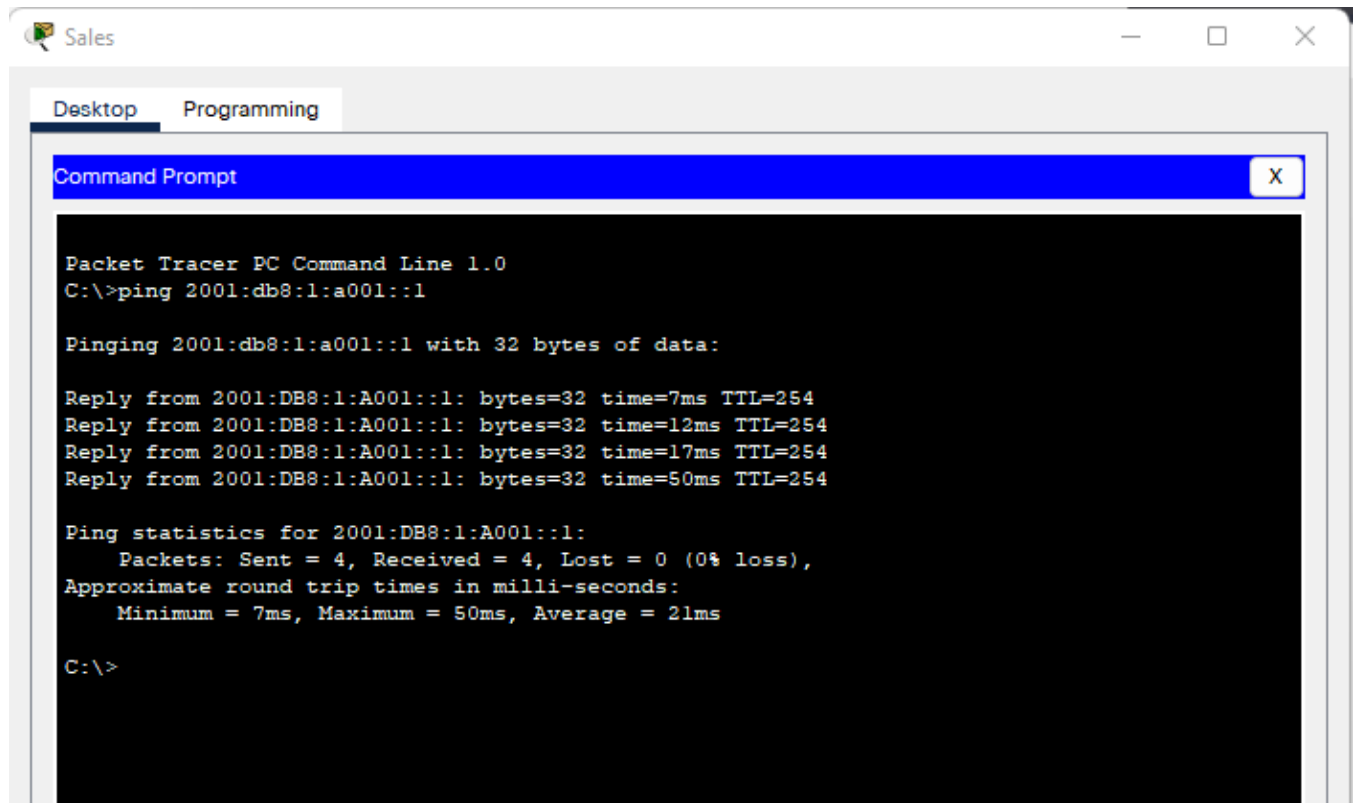 Sales
Desktop Programming
Command Prompt X
Packet Tracer PC Command Line 1.0
C:\>ping 2001:db8:1:a001::1
Pinging 2001:db8:1:a001::1 with 32 bytes of data:
Reply from 2001:DB8:1:A001::1: bytes=32 time=7ms TTL=254
Reply from 2001:DB8:1:A001::1: bytes=32 time=12ms TTL=254
Reply from 2001:DB8:1:A001::1: bytes=32 time=17ms TTL=254
Reply from 2001:DB8:1:A001::1: bytes=32 time=50ms TTL=254
Ping statistics for 2001:DB8:1:A001::1:
Packets: Sent = 4, Received = 4, Lost = 0 (0% loss),
Approximate round trip times in milli-seconds:
Minimum = 7ms, Maximum = 50ms, Average = 21ms
C:\>